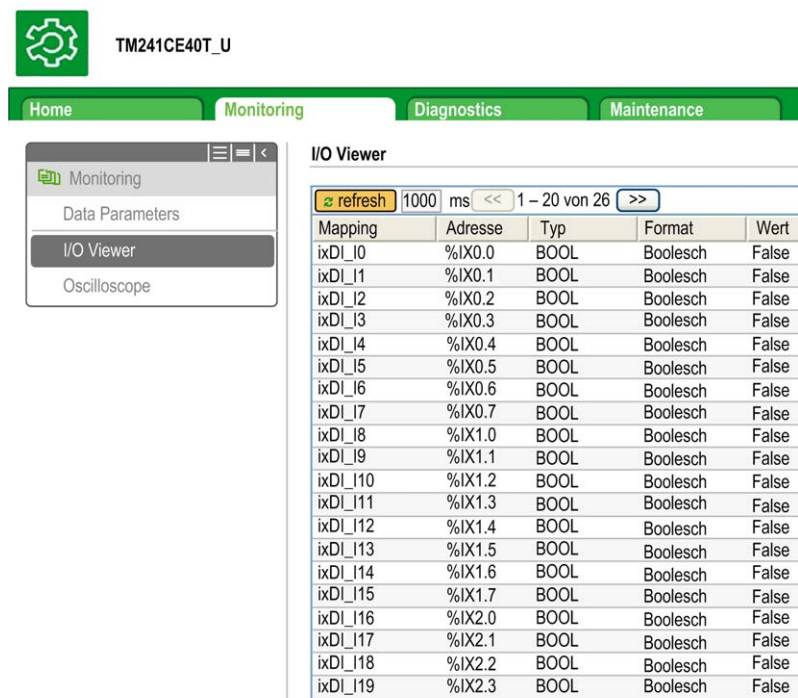 TM241CE40T_U
Home Monitoring Diagnostics Maintenance
Monitoring
Data Parameters
I/O Viewer
Oscilloscope
I/O Viewer
refresh 1000 ms << 1 – 20 von 26 >>
Mapping Adresse Typ Format Wert
ixDI_I0 %IX0.0 BOOL Boolesch False
ixDI_I1 %IX0.1 BOOL Boolesch False
ixDI_I2 %IX0.2 BOOL Boolesch False
ixDI_I3 %IX0.3 BOOL Boolesch False
ixDI_I4 %IX0.4 BOOL Boolesch False
ixDI_I5 %IX0.5 BOOL Boolesch False
ixDI_I6 %IX0.6 BOOL Boolesch False
ixDI_I7 %IX0.7 BOOL Boolesch False
ixDI_I8 %IX1.0 BOOL Boolesch False
ixDI_I9 %IX1.1 BOOL Boolesch False
ixDI_I10 %IX1.2 BOOL Boolesch False
ixDI_I11 %IX1.3 BOOL Boolesch False
ixDI_I12 %IX1.4 BOOL Boolesch False
ixDI_I13 %IX1.5 BOOL Boolesch False
ixDI_I14 %IX1.6 BOOL Boolesch False
ixDI_I15 %IX1.7 BOOL Boolesch False
ixDI_I16 %IX2.0 BOOL Boolesch False
ixDI_I17 %IX2.1 BOOL Boolesch False
ixDI_I18 %IX2.2 BOOL Boolesch False
ixDI_I19 %IX2.3 BOOL Boolesch False